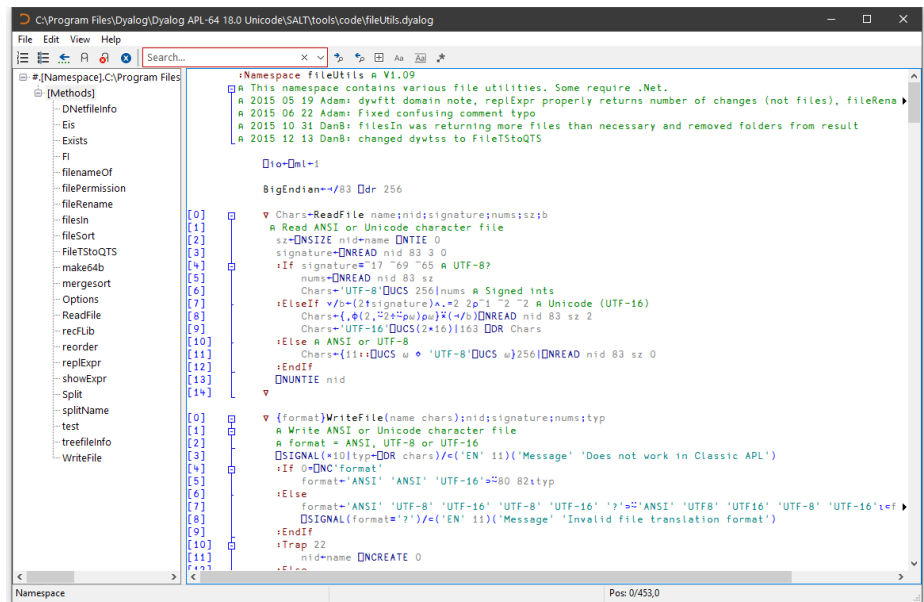 C:\Program Files\Dyalog\Dyalog APL-64 18.0 Unicode\SALT\tools\code\fileUtils.dyalog
File Edit View Help
Search...
#.[Namespace].C:\Program Files
[Methods]
DNetfileInfo
Eis
Exists
FI
filenameOf
filePermission
fileRename
filesIn
fileSort
FileTStoQTS
make64b
mergesort
Options
ReadFile
recFLib
reorder
replExpr
showExpr
Split
splitName
test
treefileInfo
WriteFile
:Namespace fileUtils ⍝ V1.09
⍝ This namespace contains various file utilities. Some require .Net.
⍝ 2015 05 19 Adam: dywftt domain note, replExpr properly returns number of changes (not files), fileRena
⍝ 2015 06 22 Adam: Fixed confusing comment typo
⍝ 2015 10 31 DanB: filesIn was returning more files than necessary and removed folders from result
⍝ 2015 12 13 DanB: changed dywtss to FileTStoQTS
⎕io←⎕ml←1
BigEndian←⊣/83 ⎕dr 256
[0] ∇ Chars←ReadFile name;nid;signature;nums;sz;b
[1] ⍝ Read ANSI or Unicode character file
[2] sz←⎕NSIZE nid←name ⎕NTIE 0
[3] signature←⎕NREAD nid 83 3 0
[4] :If signature≡¯17 ¯69 ¯65 ⍝ UTF-8?
[5] nums←⎕NREAD nid 83 sz
[6] Chars←'UTF-8'⎕UCS 256|nums ⍝ Signed ints
[7] :ElseIf ∨/b←(2↑signature)∧.=2 2⍴¯1 ¯2 ¯2 ⍝ Unicode (UTF-16)
[8] Chars←{,⌽(2,⍨2÷⍨⍴⍵)⍴⍵}⍣(⊣/b)⎕NREAD nid 83 sz 2
[9] Chars←'UTF-16'⎕UCS(2*16)|163 ⎕DR Chars
[10] :Else ⍝ ANSI or UTF-8
[11] Chars←{11::⎕UCS ⍵ ⋄ 'UTF-8'⎕UCS ⍵}256|⎕NREAD nid 83 sz 0
[12] :EndIf
[13] ⎕NUNTIE nid
[14] ∇
[0] ∇ {format}WriteFile(name chars);nid;signature;nums;typ
[1] ⍝ Write ANSI or Unicode character file
[2] ⍝ format = ANSI, UTF-8 or UTF-16
[3] ⎕SIGNAL(×10|typ←⎕DR chars)/⊂('EN' 11)('Message' 'Does not work in Classic APL')
[4] :If 0=⎕NC'format'
[5] format←'ANSI' 'ANSI' 'UTF-16'⊃⍨80 82⍳typ
[6] :Else
[7] format←'ANSI' 'UTF-8' 'UTF-16' 'UTF-8' 'UTF-16' '?'⊃⍨'ANSI' 'UTF8' 'UTF16' 'UTF-8' 'UTF-16'⍳⊂f
[8] ⎕SIGNAL(format≡'?')/⊂('EN' 11)('Message' 'Invalid file translation format')
[9] :EndIf
[10] :Trap 22
[11] nid←name ⎕NCREATE 0
[12] :Else
Namespace
Pos: 0/453,0